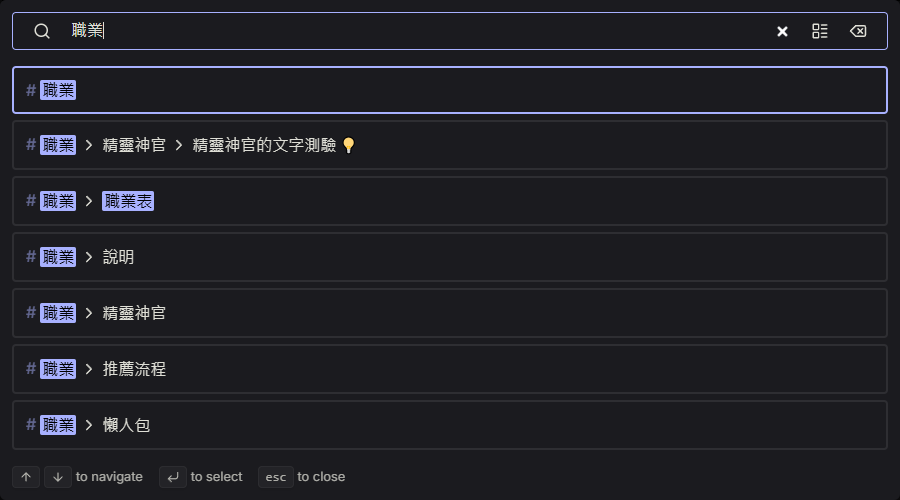 職業
# 職業
# 職業 > 精靈神官 > 精靈神官的文字測驗 💡
# 職業 > 職業表
# 職業 > 說明
# 職業 > 精靈神官
# 職業 > 推薦流程
# 職業 > 懶人包
↑ ↓ to navigate ↵ to select esc to close